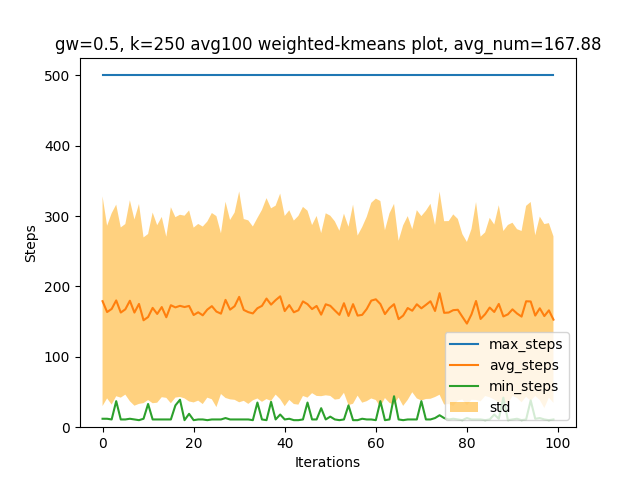 gw=0.5, k=250 avg100 weighted-kmeans plot, avg_num=167.88
500
400
300
200
100
0
Steps
max_steps
avg_steps
min_steps
std
0 20 40 60 80 100
Iterations